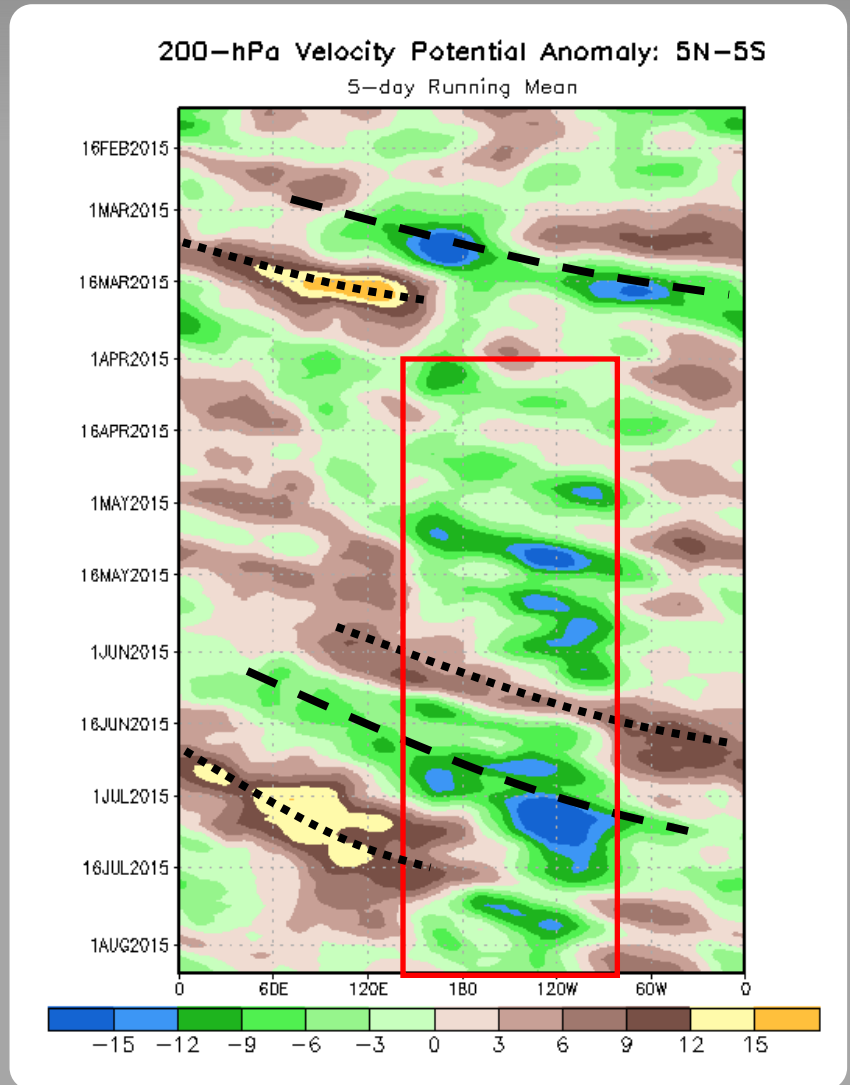 200-hPa Velocity Potential Anomaly: 5N-5S
5-day Running Mean
16FEB2015
1MAR2015
16MAR2015
1APR2015
16APR2015
1MAY2015
16MAY2015
1JUN2015
16JUN2015
1JUL2015
16JUL2015
1AUG2015
0 60E 120E 180 120W 60W 0
-15 -12 -9 -6 -3 0 3 6 9 12 15